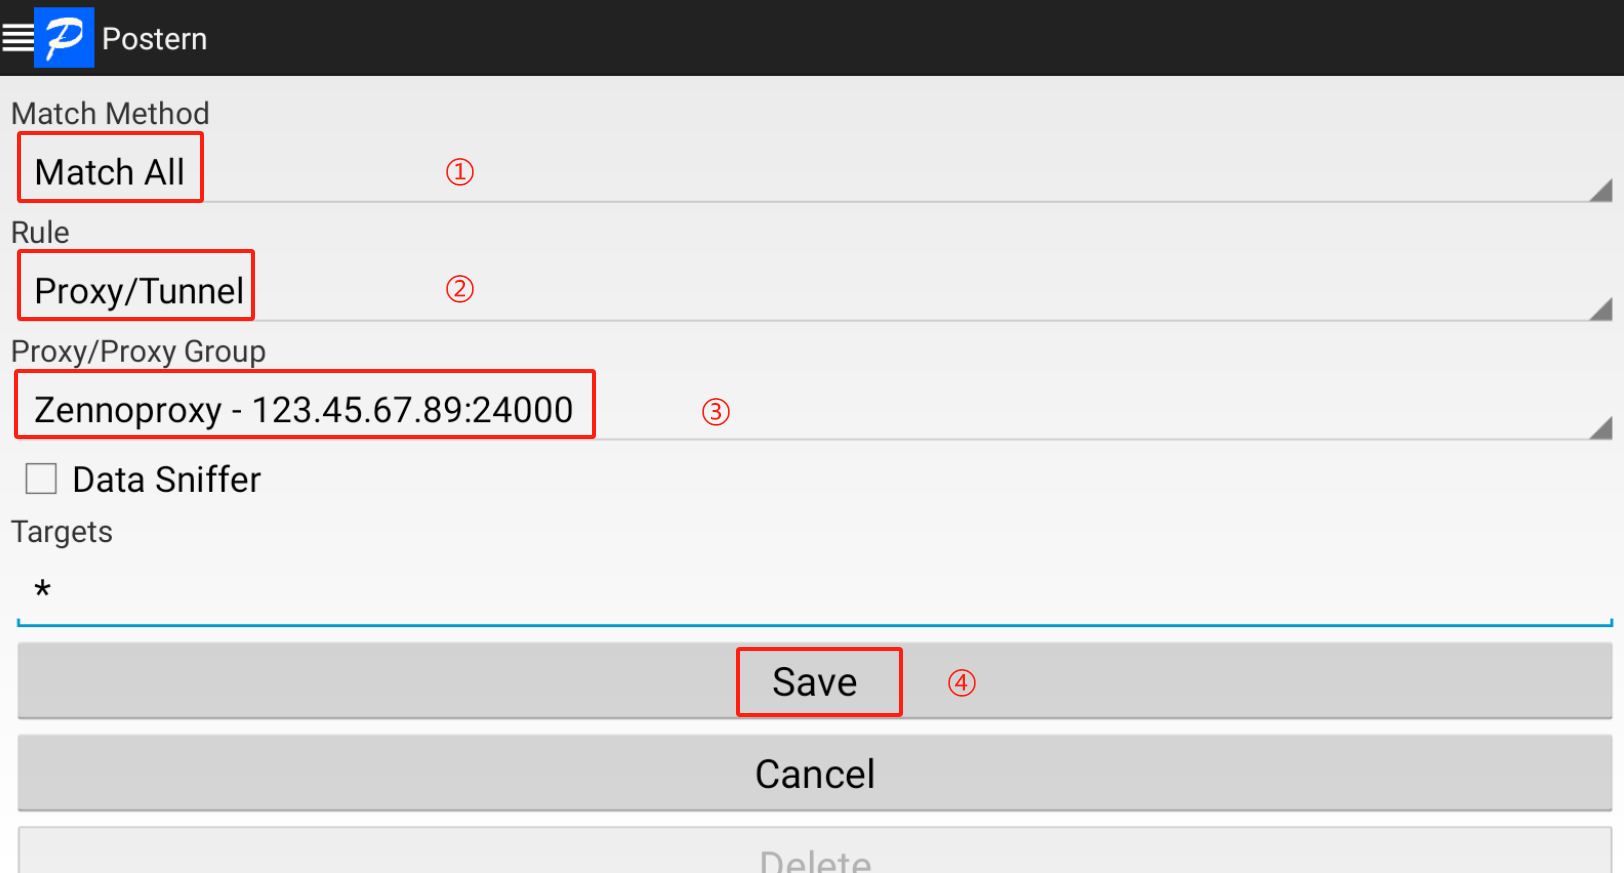 Postern
Match Method
Match All ①
Rule
Proxy/Tunnel ②
Proxy/Proxy Group
Zennoproxy - 123.45.67.89:24000 ③
Data Sniffer
Targets
*
Save ④
Cancel
Delete